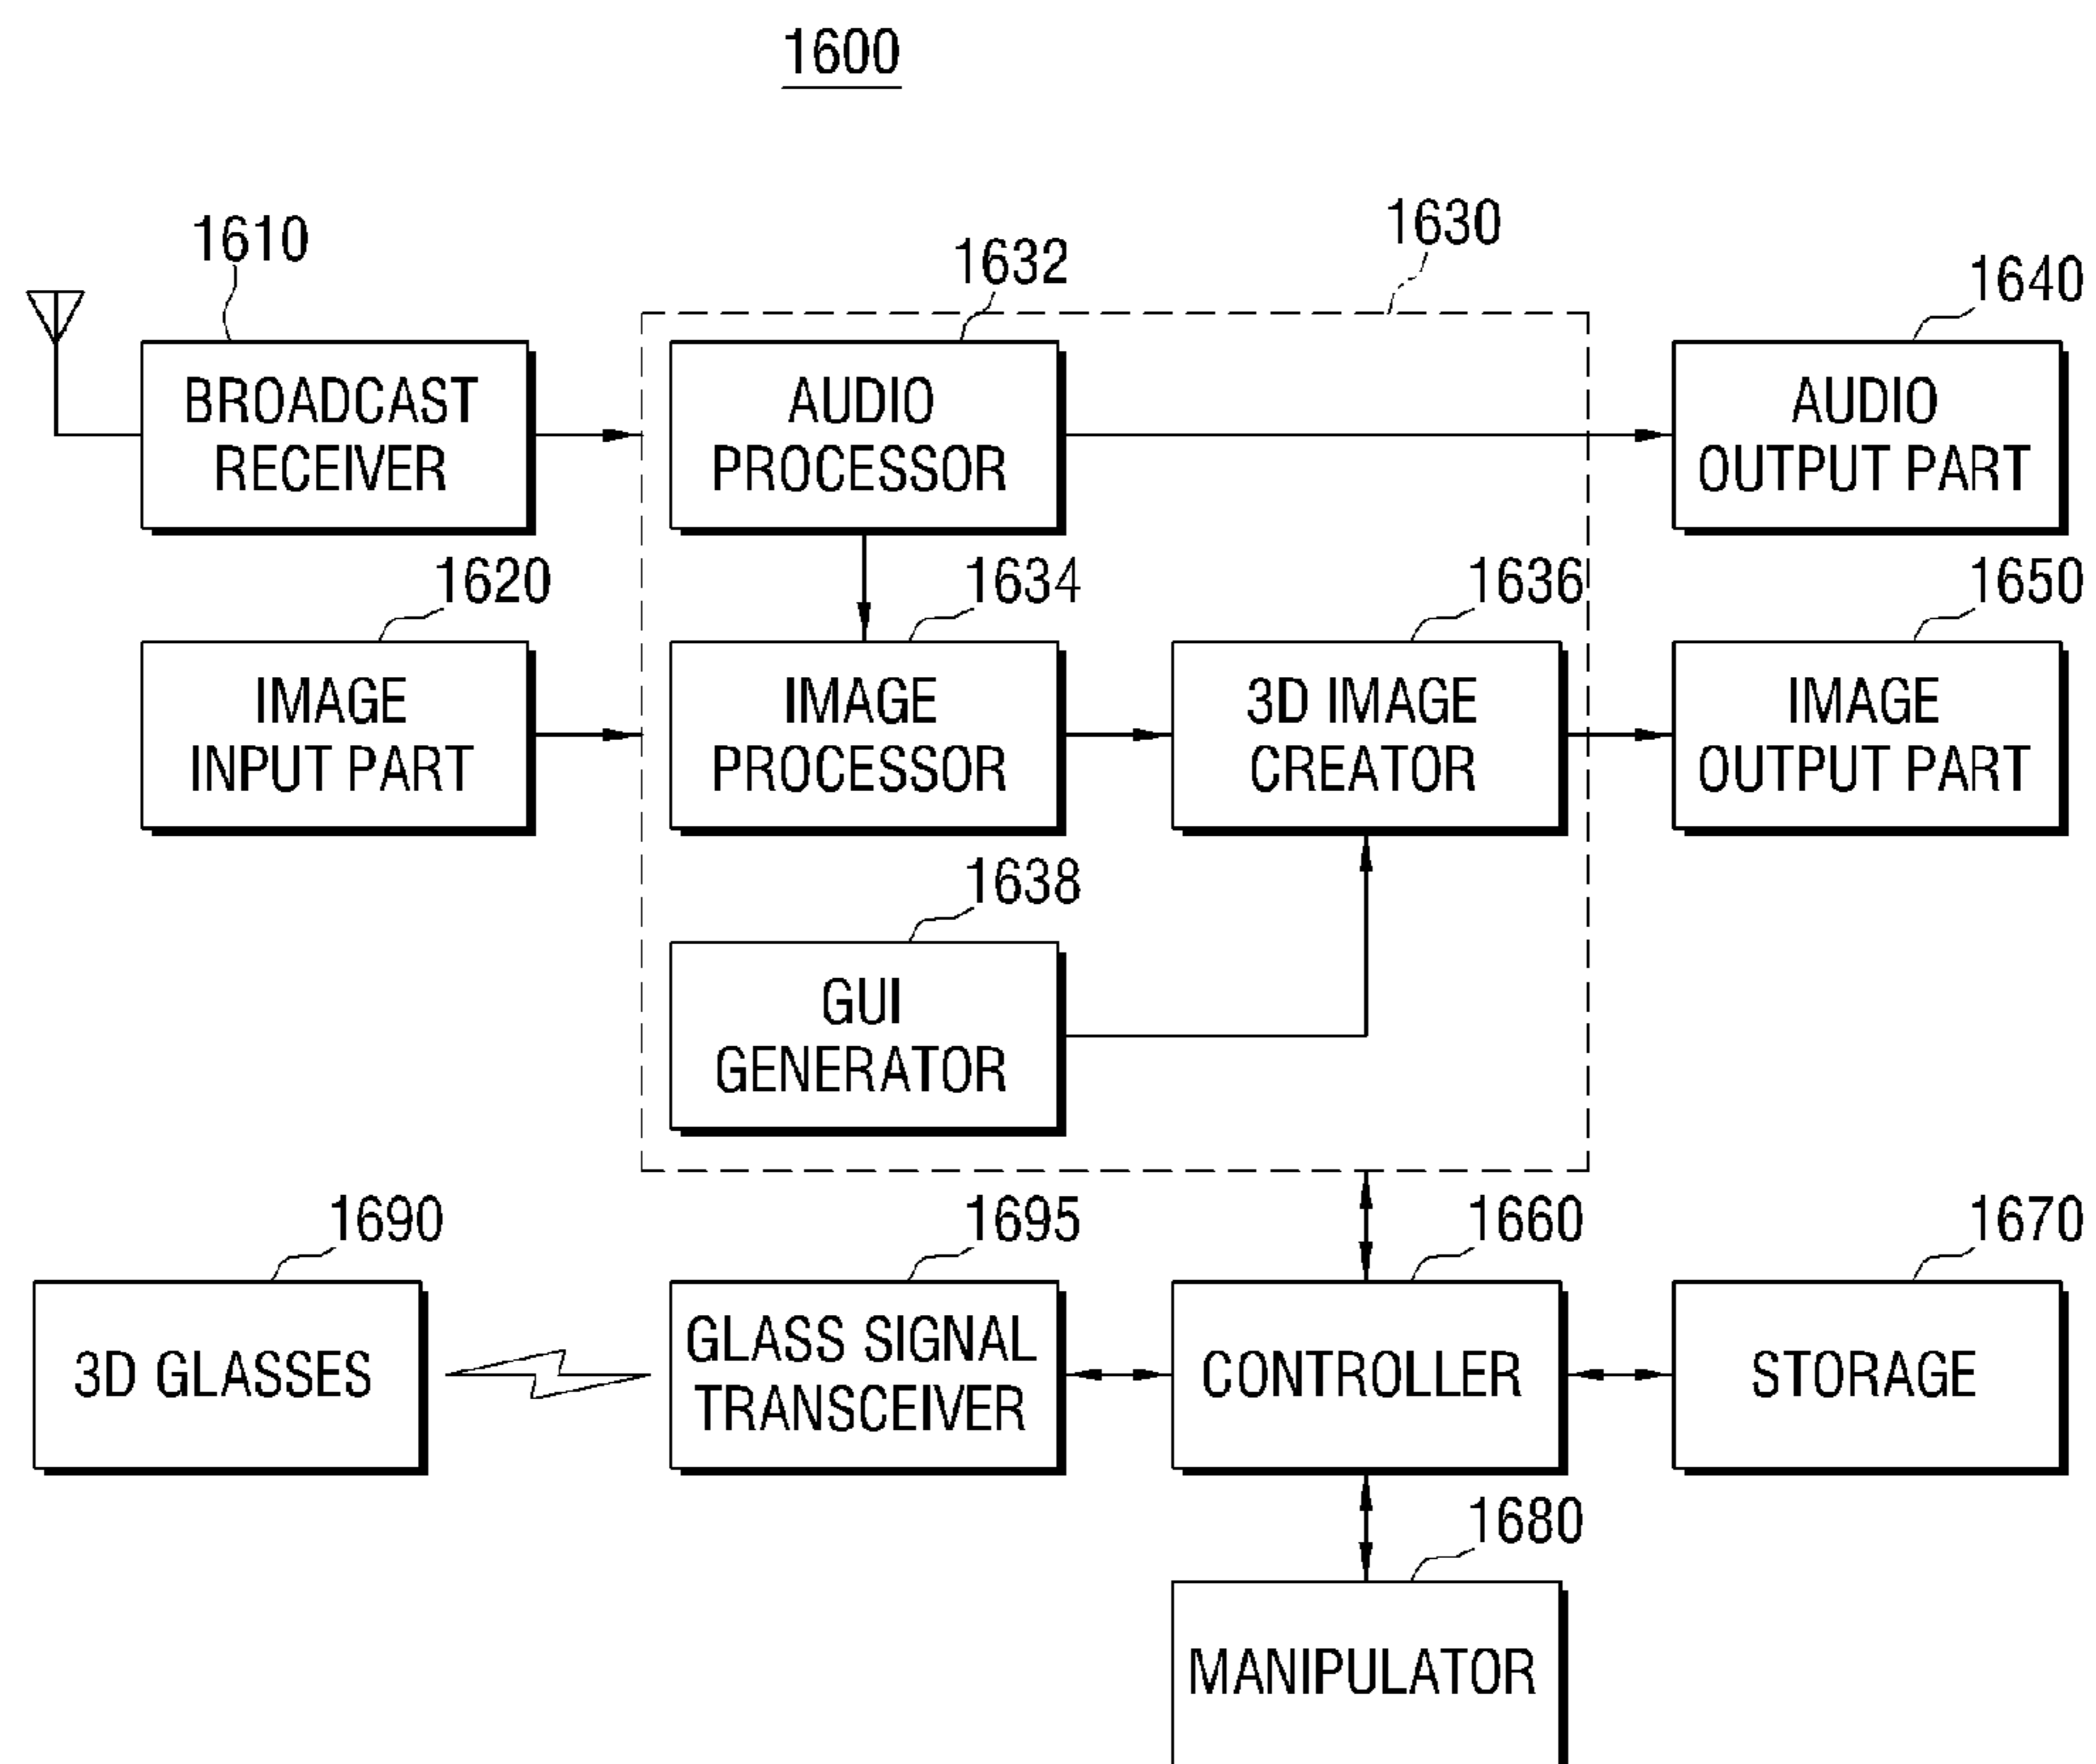 1600
1610
1632
1630
1640
BROADCAST
RECEIVER
AUDIO
PROCESSOR
AUDIO
OUTPUT PART
1620
1634
1636
1650
IMAGE
INPUT PART
IMAGE
PROCESSOR
3D IMAGE
CREATOR
IMAGE
OUTPUT PART
1638
GUI
GENERATOR
1690
1695
1660
1670
3D GLASSES
GLASS SIGNAL
TRANSCEIVER
CONTROLLER
STORAGE
1680
MANIPULATOR